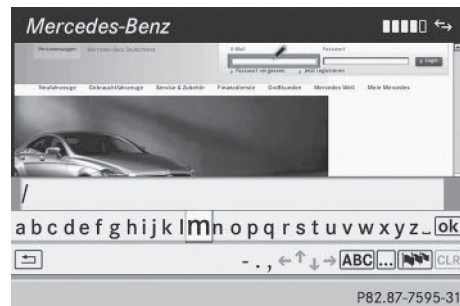 Mercedes-Benz
Personenwagen Mercedes-Benz Deutschland E-Mail Passwort
› Passwort vergessen › Jetzt registrieren › Login
Neufahrzeuge Gebrauchtfahrzeuge Service & Zubehör Finanzdienste Großkunden Mercedes Welt Mein Mercedes
/
a b c d e f g h i j k l m n o p q r s t u v w x y z _ ok
- . , ← ↑ ↓ → ABC ... CLR
P82.87-7595-31